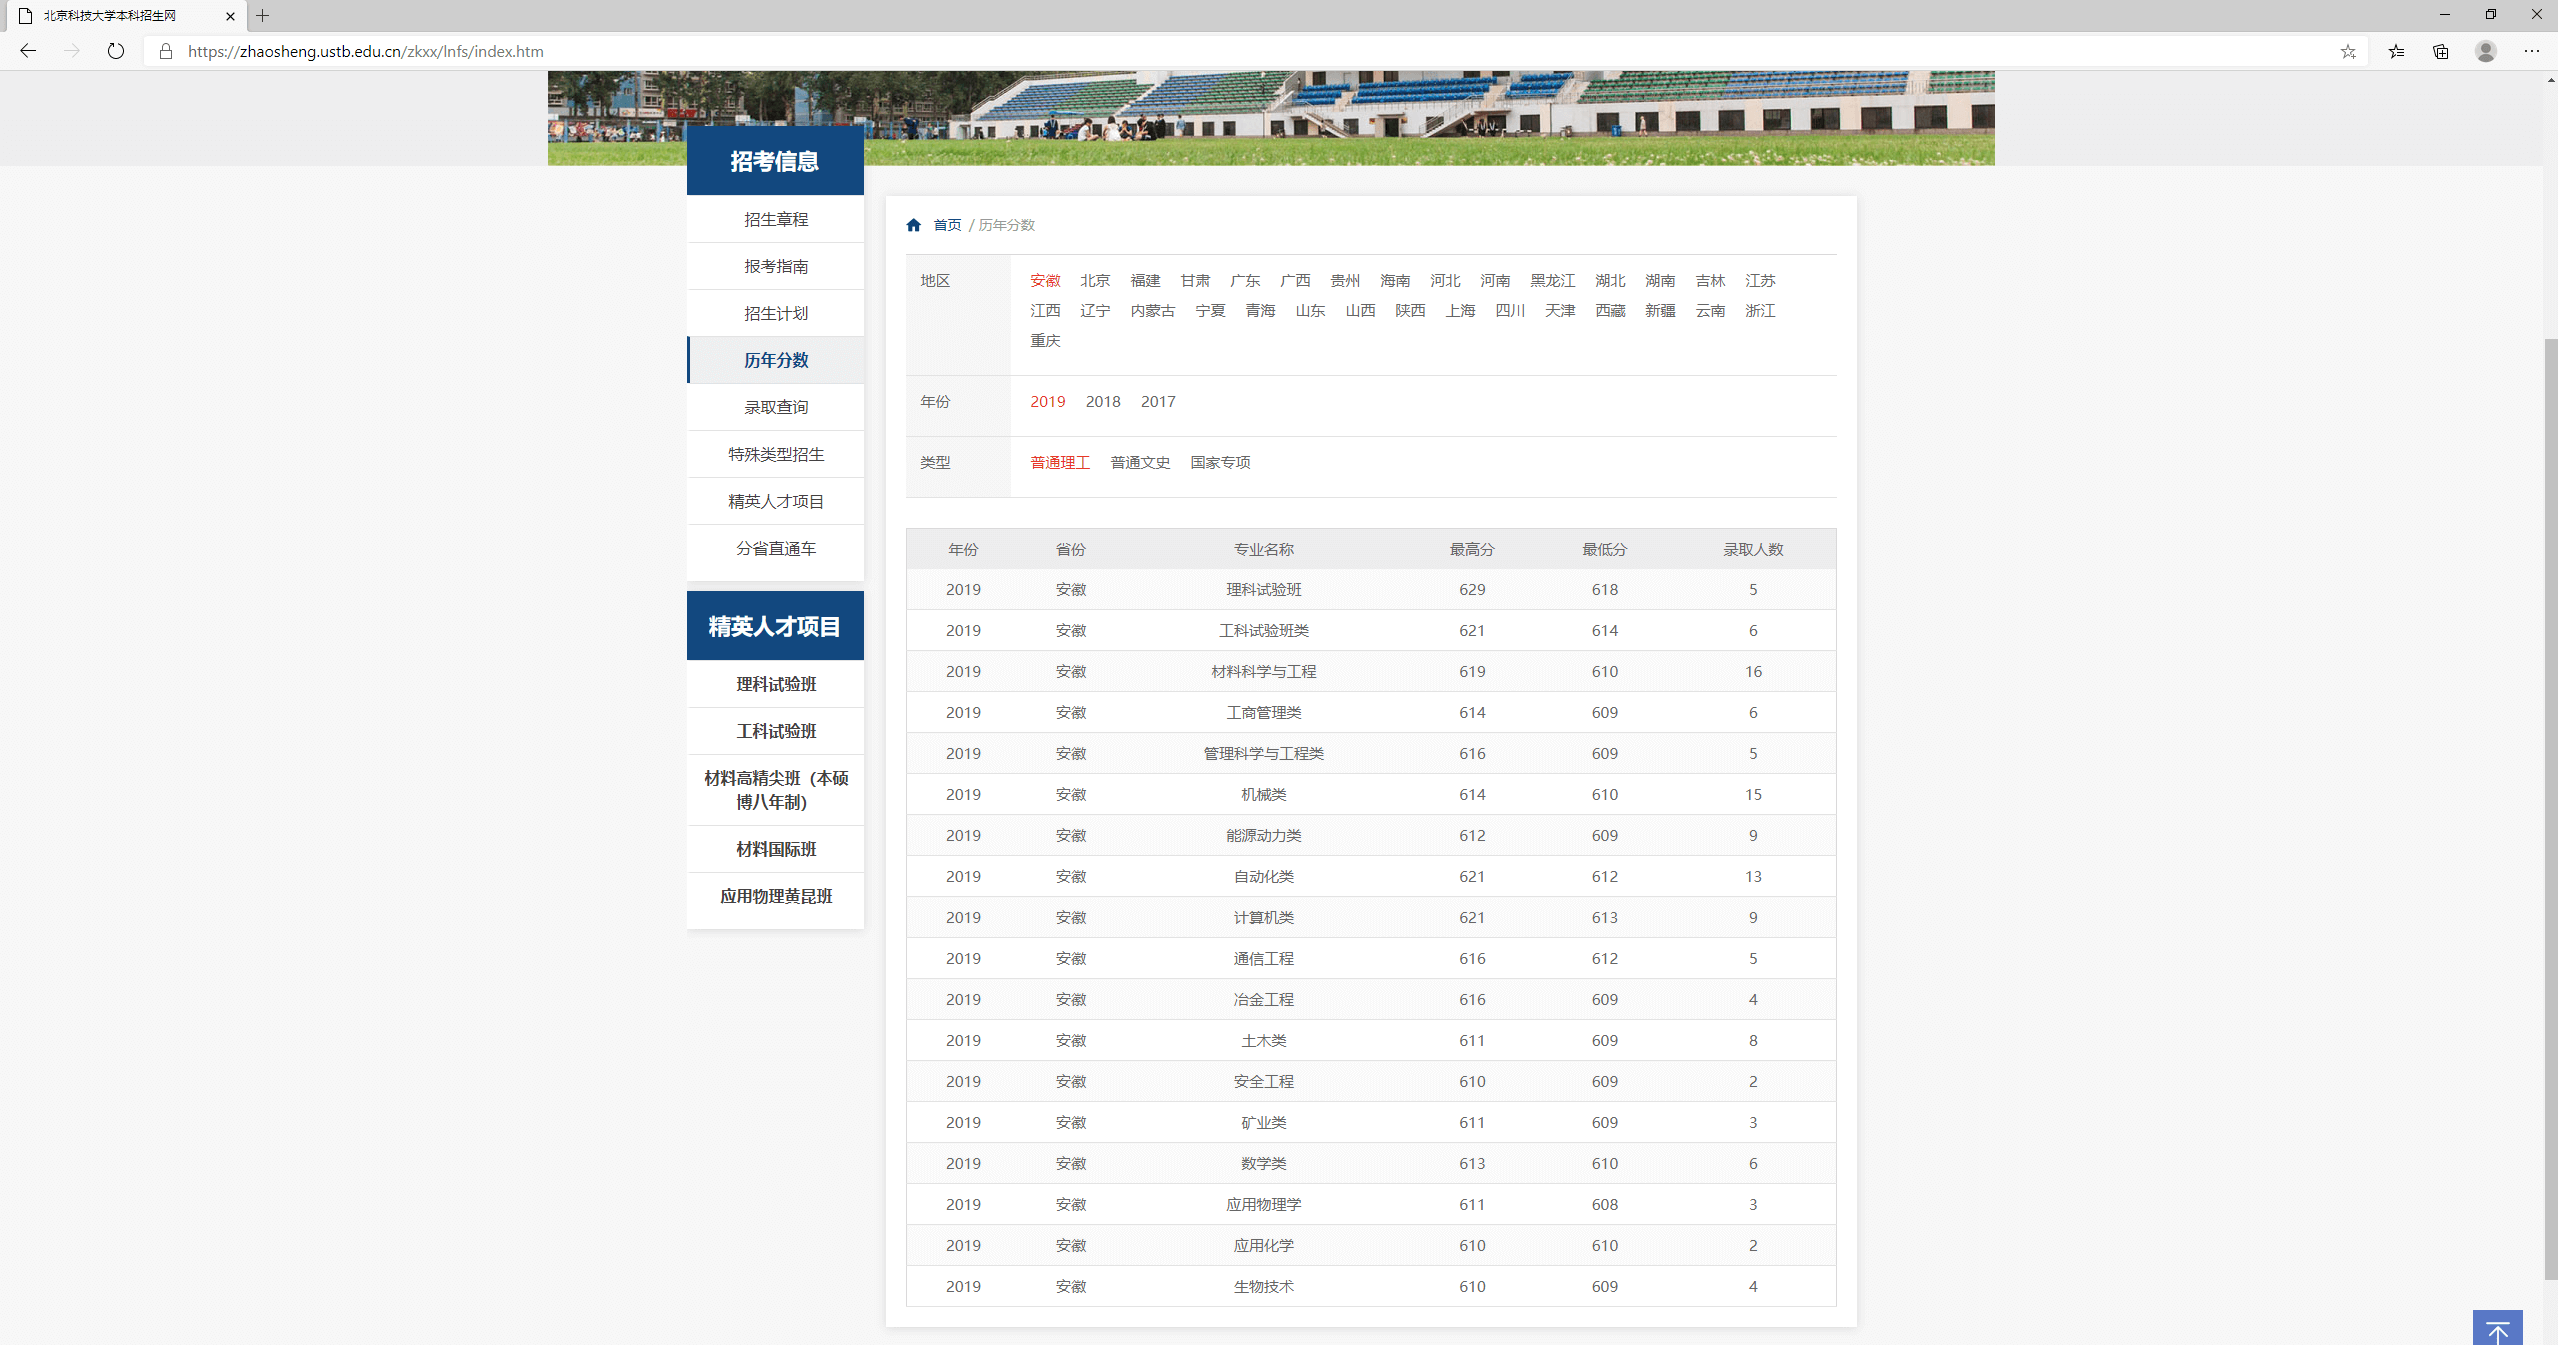 北京科技大学本科招生网
https://zhaosheng.ustb.edu.cn/zkxx/lnfs/index.htm
招考信息
招生章程
报考指南
招生计划
历年分数
录取查询
特殊类型招生
精英人才项目
分省直通车
精英人才项目
理科试验班
工科试验班
材料高精尖班（本硕
博八年制）
材料国际班
应用物理黄昆班
首页 / 历年分数
地区 安徽 北京 福建 甘肃 广东 广西 贵州 海南 河北 河南 黑龙江 湖北 湖南 吉林 江苏
江西 辽宁 内蒙古 宁夏 青海 山东 山西 陕西 上海 四川 天津 西藏 新疆 云南 浙江
重庆
年份 2019 2018 2017
类型 普通理工 普通文史 国家专项
年份 省份 专业名称 最高分 最低分 录取人数
2019 安徽 理科试验班 629 618 5
2019 安徽 工科试验班类 621 614 6
2019 安徽 材料科学与工程 619 610 16
2019 安徽 工商管理类 614 609 6
2019 安徽 管理科学与工程类 616 609 5
2019 安徽 机械类 614 610 15
2019 安徽 能源动力类 612 609 9
2019 安徽 自动化类 621 612 13
2019 安徽 计算机类 621 613 9
2019 安徽 通信工程 616 612 5
2019 安徽 冶金工程 616 609 4
2019 安徽 土木类 611 609 8
2019 安徽 安全工程 610 609 2
2019 安徽 矿业类 611 609 3
2019 安徽 数学类 613 610 6
2019 安徽 应用物理学 611 608 3
2019 安徽 应用化学 610 610 2
2019 安徽 生物技术 610 609 4